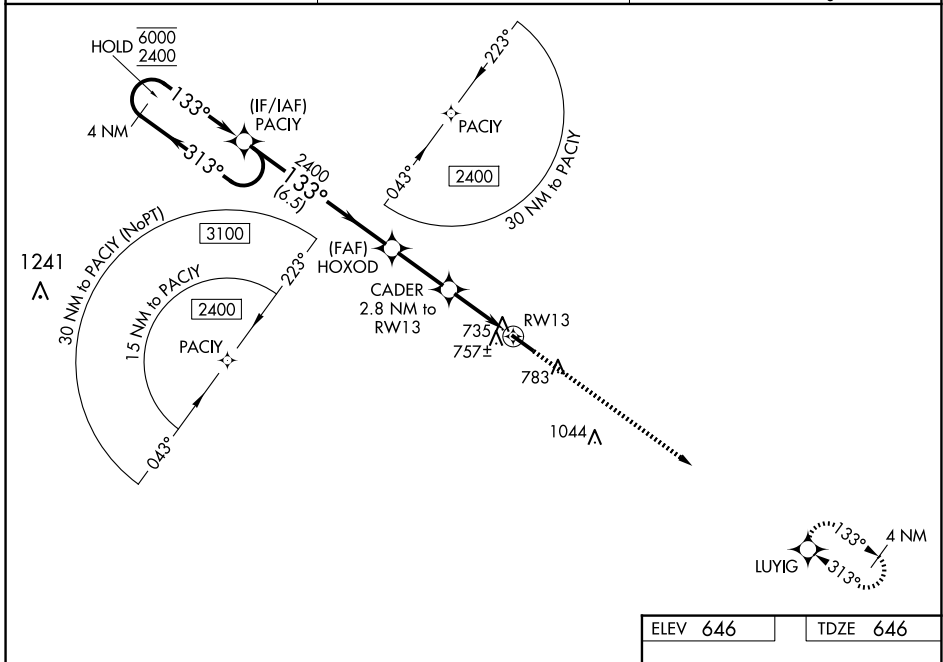 HOLD 6000
2400
133°
4 NM
313°
(IF/IAF)
PACIY
2400
133°
(6.5)
223°
PACIY
043°
2400
30 NM to PACIY
30 NM to PACIY (NoPT)
3100
223°
15 NM to PACIY
2400
PACIY
043°
1241
(FAF)
HOXOD
CADER
2.8 NM to
RW13
RW13
735
757±
783
1044
133°
4 NM
LUYIG
313°
ELEV 646
TDZE 646